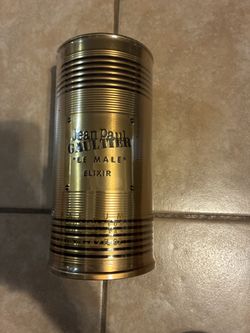 Jean Paul
GAULTIER
"LE MALE"
ELIXIR